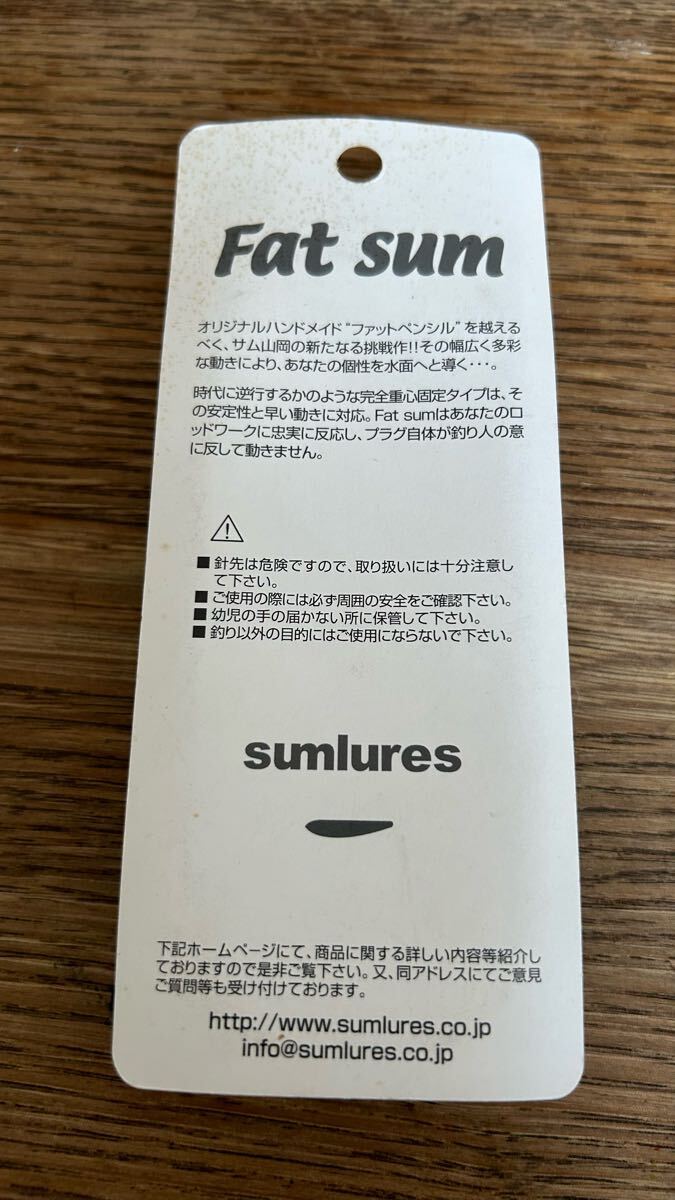 Fat sum
オリジナルハンドメイド“ファットペンシル”を越える
べく、サム山岡の新たなる挑戦作!!その幅広く多彩
な動きにより、あなたの個性を水面へと導く・・・。
時代に逆行するかのような完全重心固定タイプは、そ
の安定性と早い動きに対応。Fat sumはあなたのロ
ッドワークに忠実に反応し、プラグ自体が釣り人の意
に反して動きません。
■ 針先は危険ですので、取り扱いには十分注意し
て下さい。
■ ご使用の際には必ず周囲の安全をご確認下さい。
■ 幼児の手の届かない所に保管して下さい。
■ 釣り以外の目的にはご使用にならないで下さい。
sumlures
下記ホームページにて、商品に関する詳しい内容等紹介し
ておりますので是非ご覧下さい。又、同アドレスにてご意見
ご質問等も受け付けております。
http://www.sumlures.co.jp
info@sumlures.co.jp